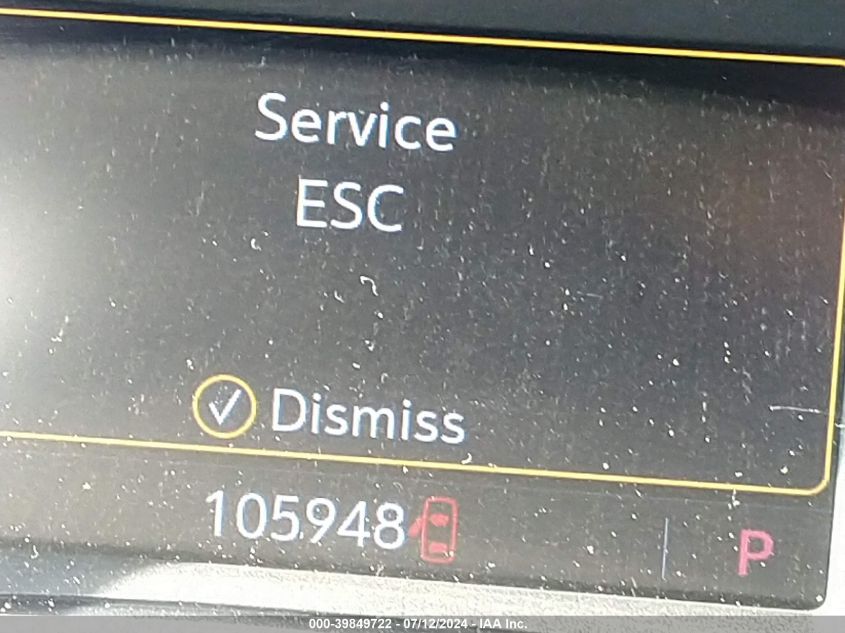 Service
ESC
Dismiss
105948
P
000-39849722 - 07/12/2024 - IAA Inc.